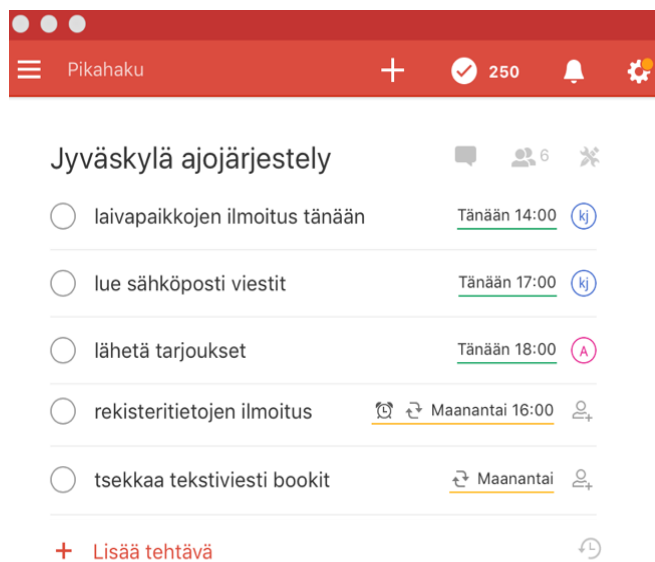 Pikahaku 250
Jyväskylä ajojärjestely 6
laivapaikkojen ilmoitus tänään Tänään 14:00 kj
lue sähköposti viestit Tänään 17:00 kj
lähetä tarjoukset Tänään 18:00 A
rekisteritietojen ilmoitus Maanantai 16:00
tsekkaa tekstiviesti bookit Maanantai
+ Lisää tehtävä